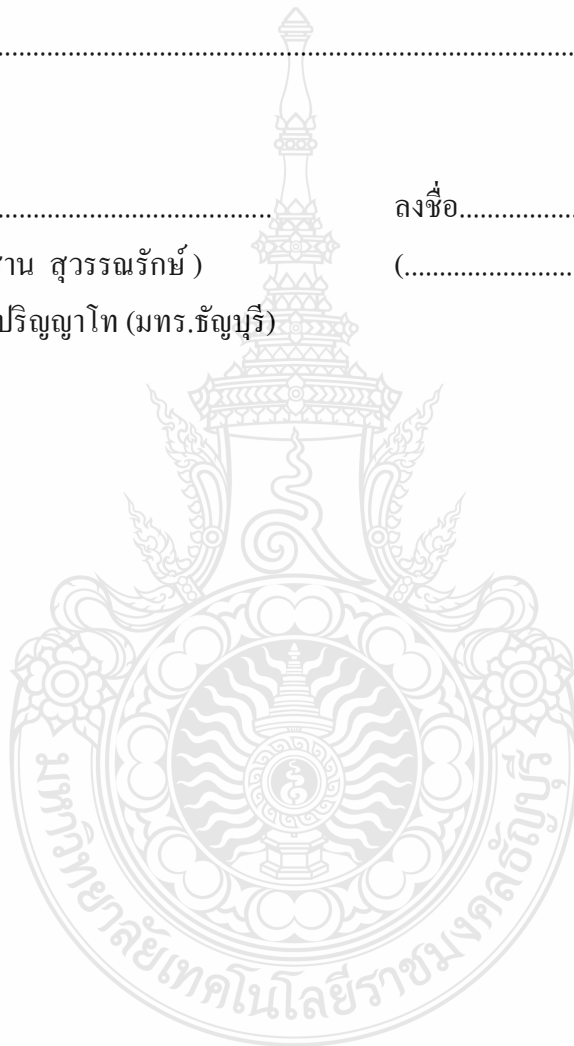 ................................................................................
............................................ ลงชื่อ................
าน สุวรรณรักษ์ ) (........................
ปริญญาโท (มทร.ธัญบุรี)
มหาวิทยาลัยเทคโนโลยีราชมงคลธัญบุรี